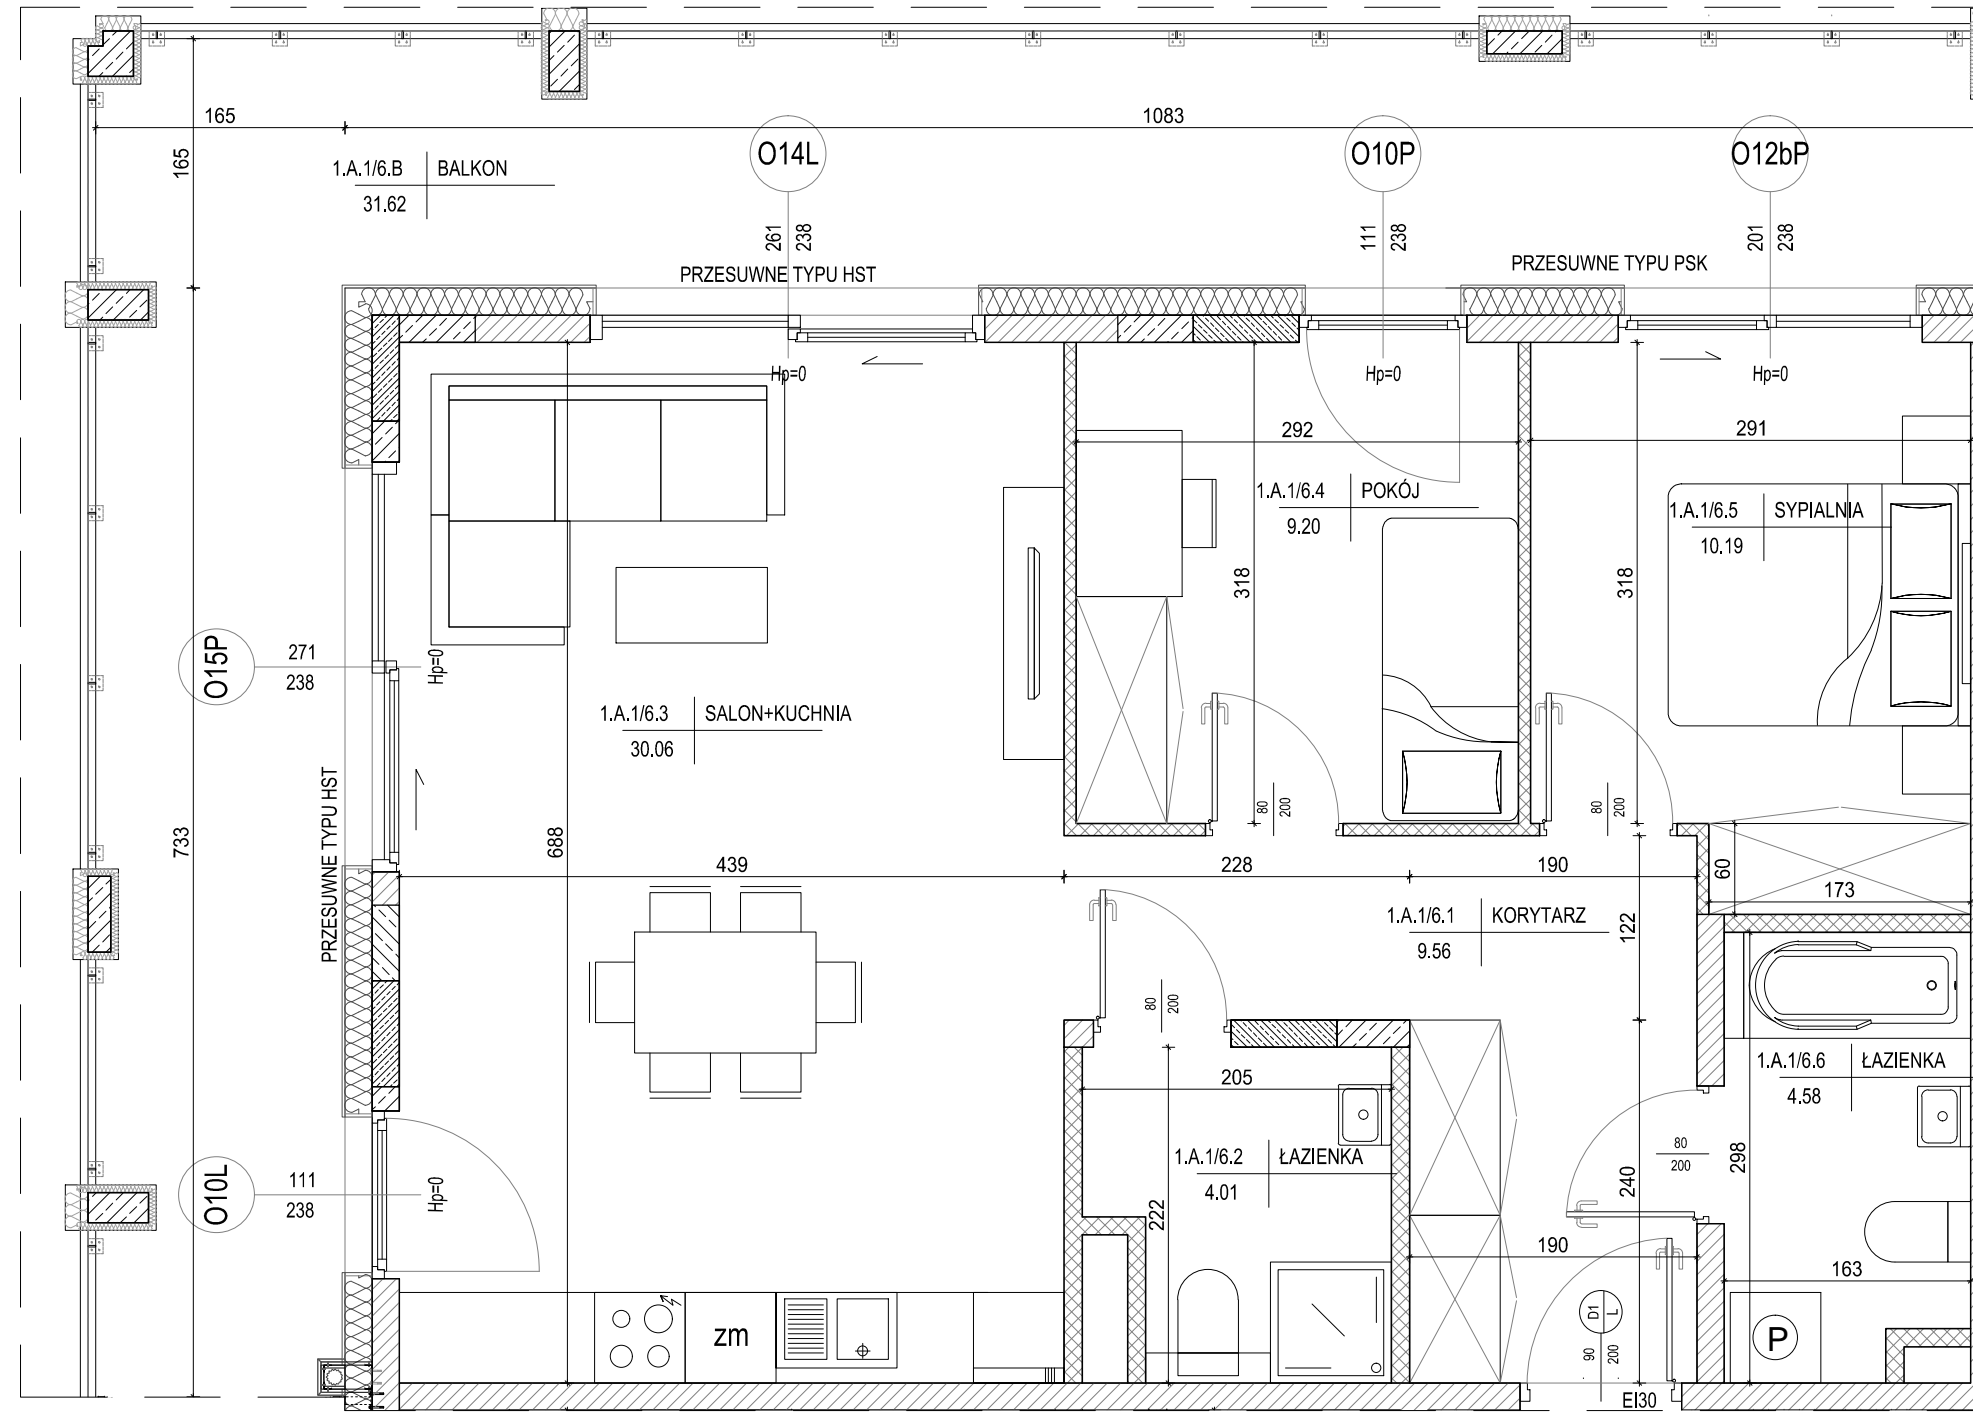 165
1083
165
O14L
O10P
O12bP
1.A.1/6.B BALKON
31.62
261
238
111
238
201
238
PRZESUWNE TYPU HST
PRZESUWNE TYPU PSK
Hp=0
Hp=0
Hp=0
292
291
1.A.1/6.4 POKÓJ
9.20
1.A.1/6.5 SYPIALNIA
10.19
318
318
O15P
271
238
Hp=0
1.A.1/6.3 SALON+KUCHNIA
30.06
PRZESUWNE TYPU HST
80
200
80
200
733
688
439
228
190
60
173
1.A.1/6.1 KORYTARZ
9.56
122
80
200
205
1.A.1/6.6 ŁAZIENKA
4.58
O10L
111
238
Hp=0
1.A.1/6.2 ŁAZIENKA
4.01
222
80
200
240
298
190
163
zm
D1
L
90
200
P
EI30